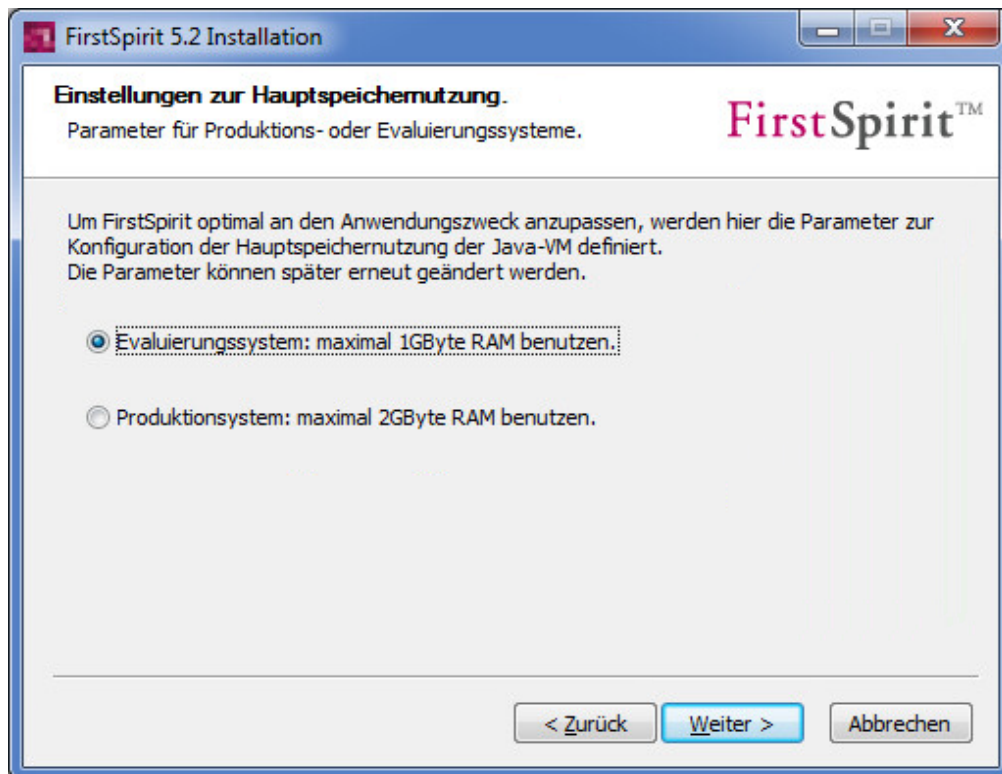 FirstSpirit 5.2 Installation
Einstellungen zur Hauptspeichernutzung.
Parameter für Produktions- oder Evaluierungssysteme.
FirstSpirit™
Um FirstSpirit optimal an den Anwendungszweck anzupassen, werden hier die Parameter zur
Konfiguration der Hauptspeichernutzung der Java-VM definiert.
Die Parameter können später erneut geändert werden.
Evaluierungssystem: maximal 1GByte RAM benutzen.
Produktionsystem: maximal 2GByte RAM benutzen.
< Zurück
Weiter >
Abbrechen